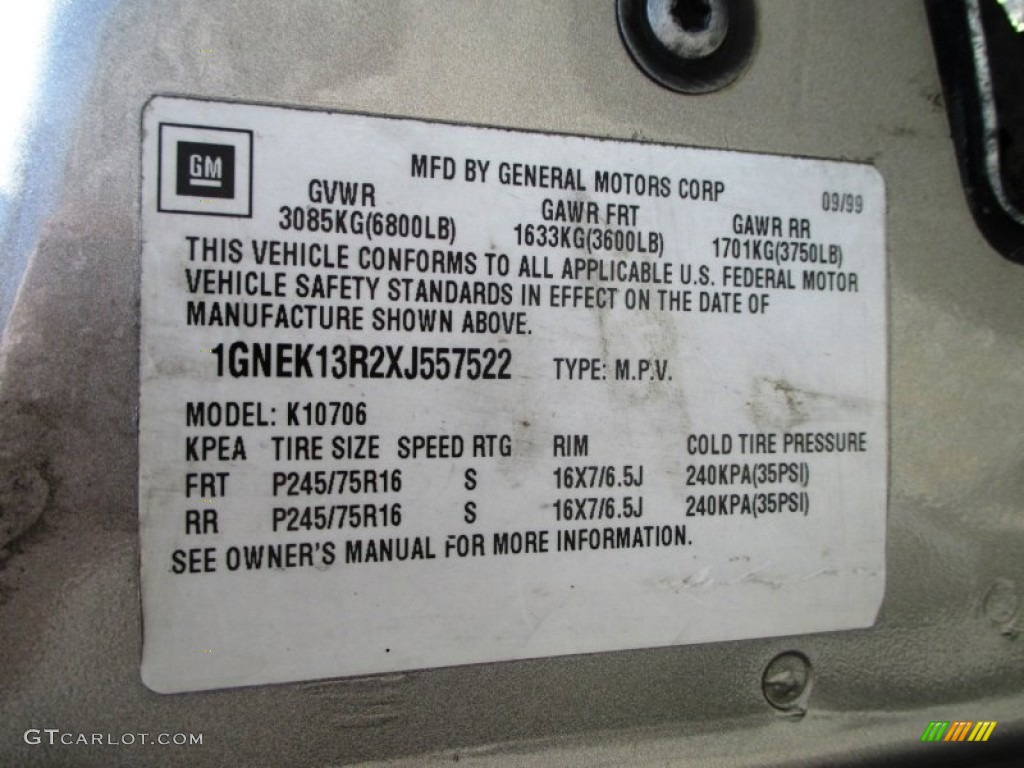 GM
MFD BY GENERAL MOTORS CORP 09/99
GVWR GAWR FRT GAWR RR
3085KG(6800LB) 1633KG(3600LB) 1701KG(3750LB)
THIS VEHICLE CONFORMS TO ALL APPLICABLE U.S. FEDERAL MOTOR
VEHICLE SAFETY STANDARDS IN EFFECT ON THE DATE OF
MANUFACTURE SHOWN ABOVE.
1GNEK13R2XJ557522 TYPE: M.P.V.
MODEL: K10706
KPEA TIRE SIZE SPEED RTG RIM COLD TIRE PRESSURE
FRT P245/75R16 S 16X7/6.5J 240KPA(35PSI)
RR P245/75R16 S 16X7/6.5J 240KPA(35PSI)
SEE OWNER'S MANUAL FOR MORE INFORMATION.
GTCARLOT.COM